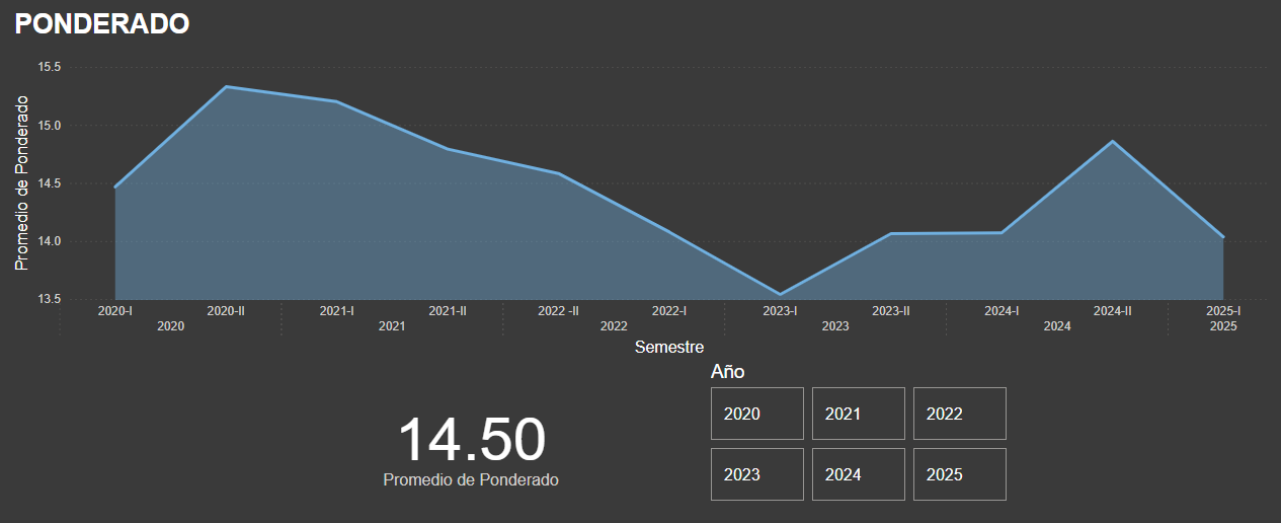 PONDERADO
15.5
15.0
14.5
14.0
13.5
Promedio de Ponderado
2020-I 2020-II 2021-I 2021-II 2022 -II 2022-I 2023-I 2023-II 2024-I 2024-II 2025-I
2020 2021 2022 2023 2024 2025
Semestre
Año
2020 2021 2022
14.50
Promedio de Ponderado
2023 2024 2025